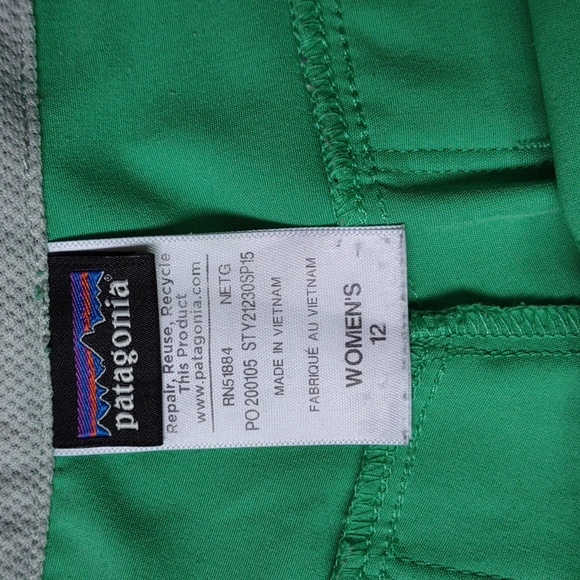 patagonia®
Repair, Reuse, Recycle
This Product
www.patagonia.com
RN51884 NETG
PO 200105 STY21230SP15
MADE IN VIETNAM
FABRIQUÉ AU VIETNAM
WOMEN'S
12